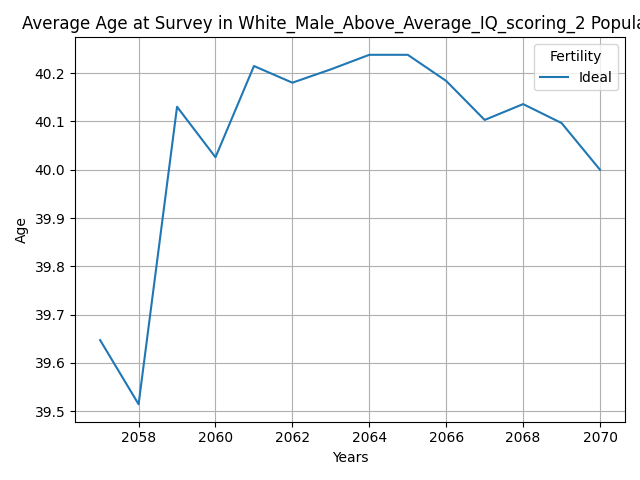 Average Age at Survey in White_Male_Above_Average_IQ_scoring_2 Popula
Fertility
Ideal
40.2
40.1
40.0
39.9
39.8
39.7
39.6
39.5
Age
2058 2060 2062 2064 2066 2068 2070
Years